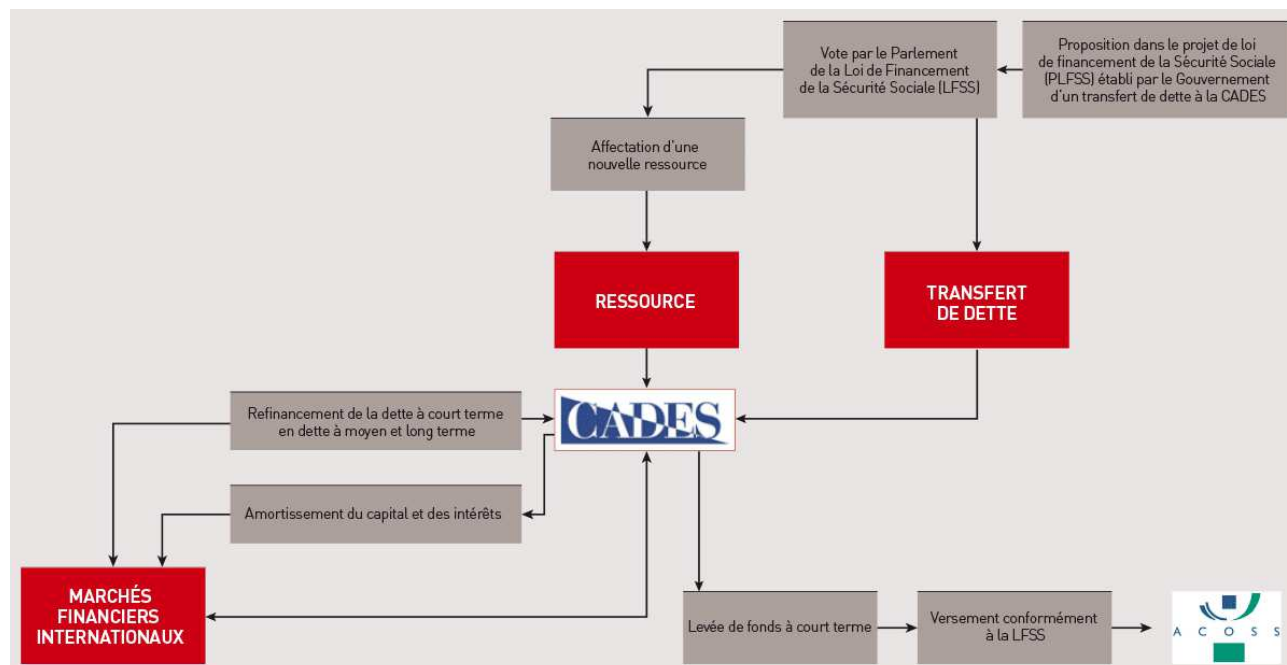 Vote par le Parlement
de la Loi de Financement
de la Sécurité Sociale (LFSS)
Proposition dans le projet de loi
de financement de la Sécurité Sociale
(PLFSS) établi par le Gouvernement
d'un transfert de dette à la CADES
Affectation d'une
nouvelle ressource
RESSOURCE
TRANSFERT
DE DETTE
Refinancement de la dette à court terme
en dette à moyen et long terme
CADES
Amortissement du capital et des intérêts
MARCHÉS
FINANCIERS
INTERNATIONAUX
Levée de fonds à court terme
Versement conformément
à la LFSS
ACOSS